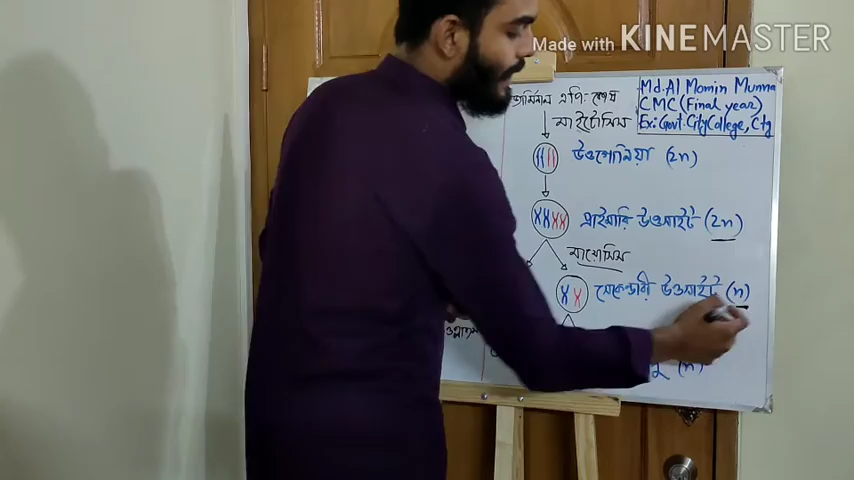 Made with KINEMASTER
Md. Al Momin Munna
CMC (Final year)
Ex: Govt. City College, Ctg
জার্মিনাল এপিথেলিয়াম
মাইটোসিস
উওগোনিয়া (2n)
প্রাইমারি উওসাইট (2n)
মায়োসিস
সেকেন্ডারী উওসাইট (n)
(n)